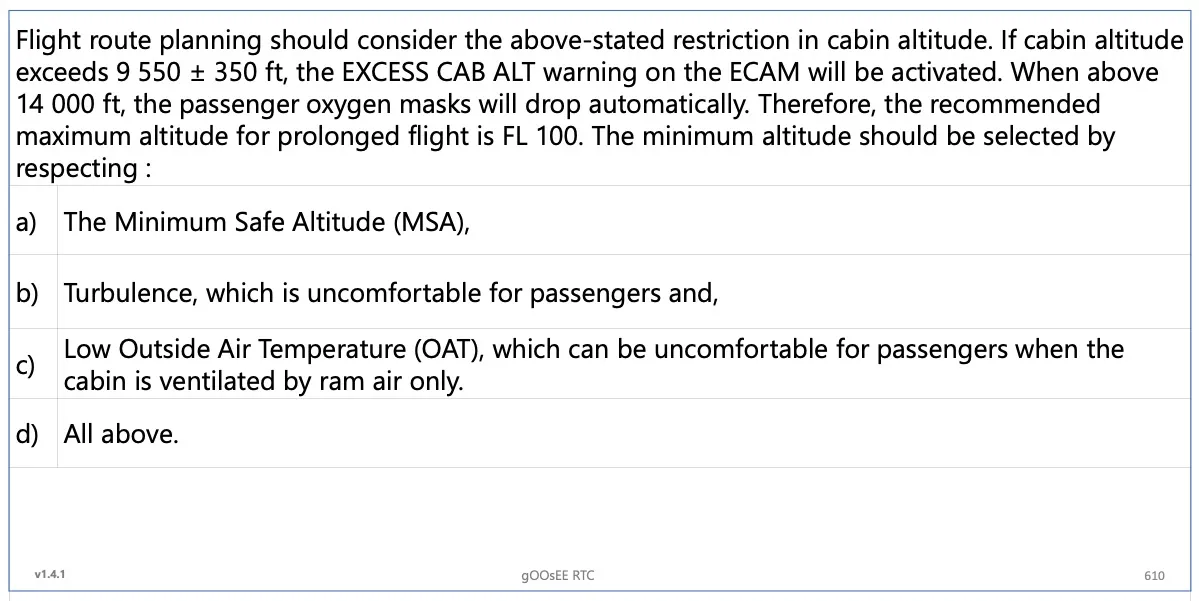 Flight route planning should consider the above-stated restriction in cabin altitude. If cabin altitude
exceeds 9 550 ± 350 ft, the EXCESS CAB ALT warning on the ECAM will be activated. When above
14 000 ft, the passenger oxygen masks will drop automatically. Therefore, the recommended
maximum altitude for prolonged flight is FL 100. The minimum altitude should be selected by
respecting :
a) The Minimum Safe Altitude (MSA),
b) Turbulence, which is uncomfortable for passengers and,
c) Low Outside Air Temperature (OAT), which can be uncomfortable for passengers when the
cabin is ventilated by ram air only.
d) All above.
v1.4.1 gOOsEE RTC 610